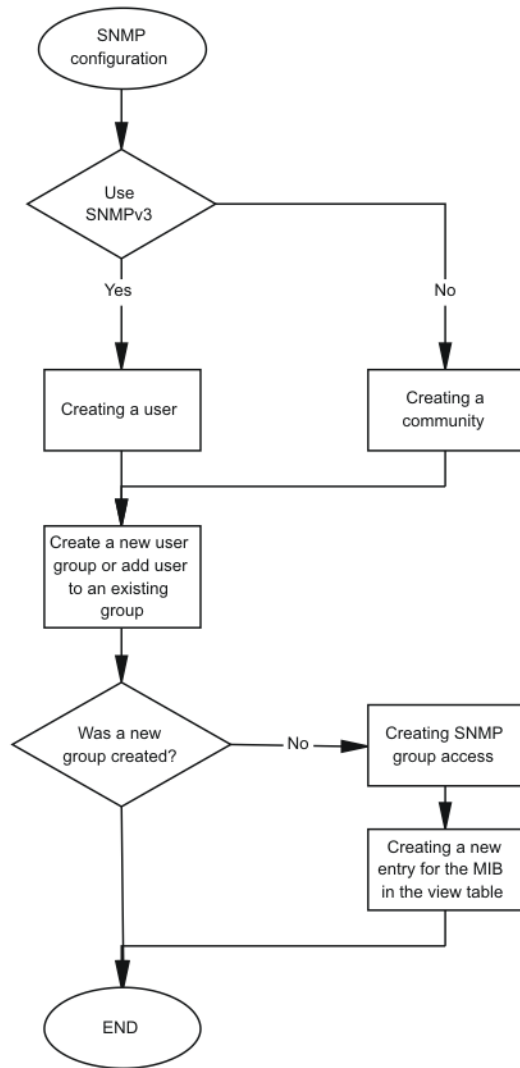 SNMP
configuration
Use
SNMPv3
Yes
No
Creating a user
Creating a
community
Create a new user
group or add user
to an existing
group
Was a new
group created?
No
Creating SNMP
group access
Creating a new
entry for the MIB
in the view table
END